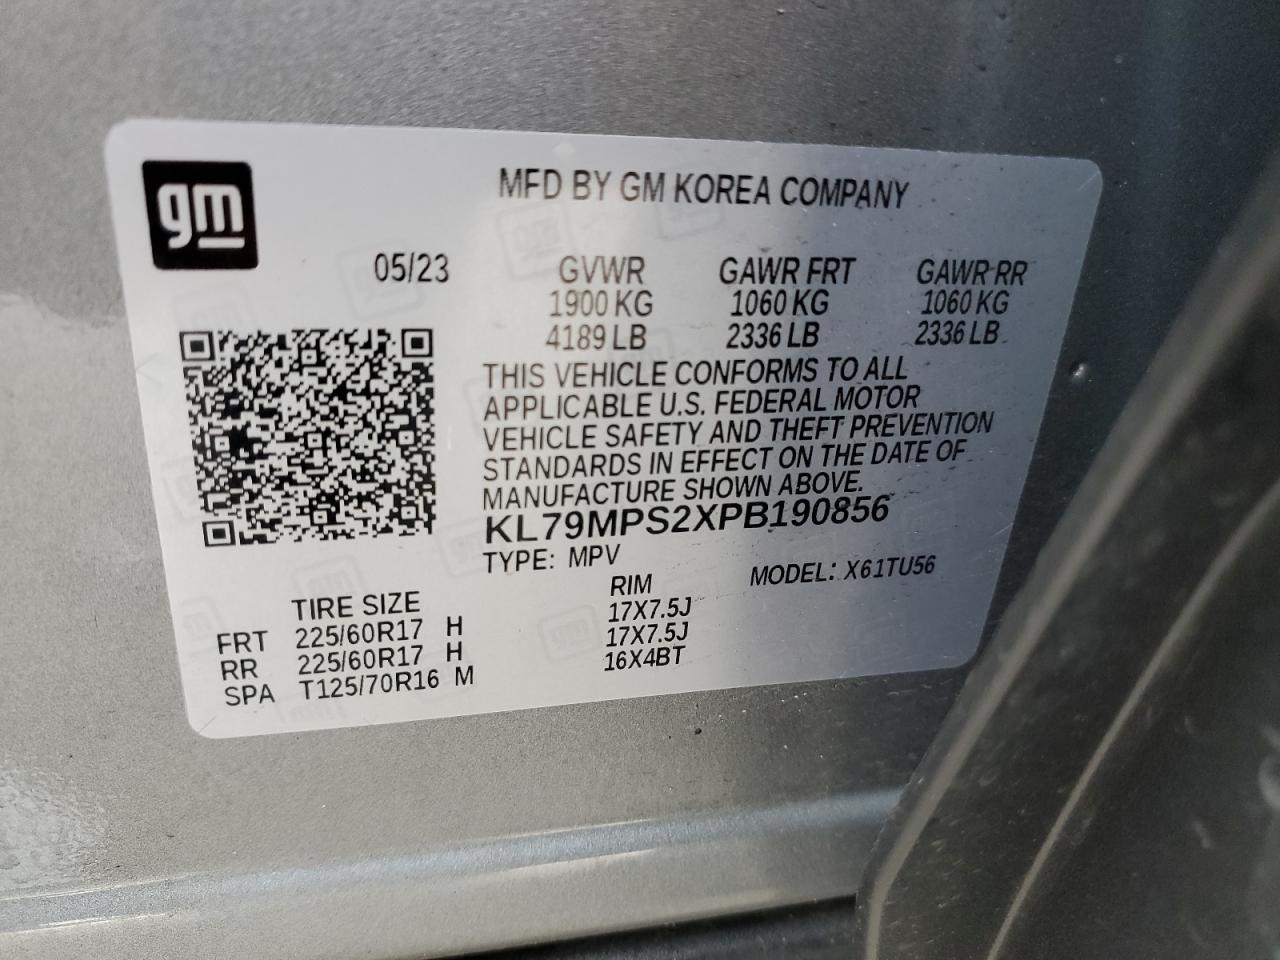 gm
MFD BY GM KOREA COMPANY
05/23 GVWR GAWR FRT GAWR RR
1900 KG 1060 KG 1060 KG
4189 LB 2336 LB 2336 LB
THIS VEHICLE CONFORMS TO ALL
APPLICABLE U.S. FEDERAL MOTOR
VEHICLE SAFETY AND THEFT PREVENTION
STANDARDS IN EFFECT ON THE DATE OF
MANUFACTURE SHOWN ABOVE.
KL79MPS2XPB190856
TYPE: MPV MODEL: X61TU56
TIRE SIZE RIM
FRT 225/60R17 H 17X7.5J
RR 225/60R17 H 17X7.5J
SPA T125/70R16 M 16X4BT